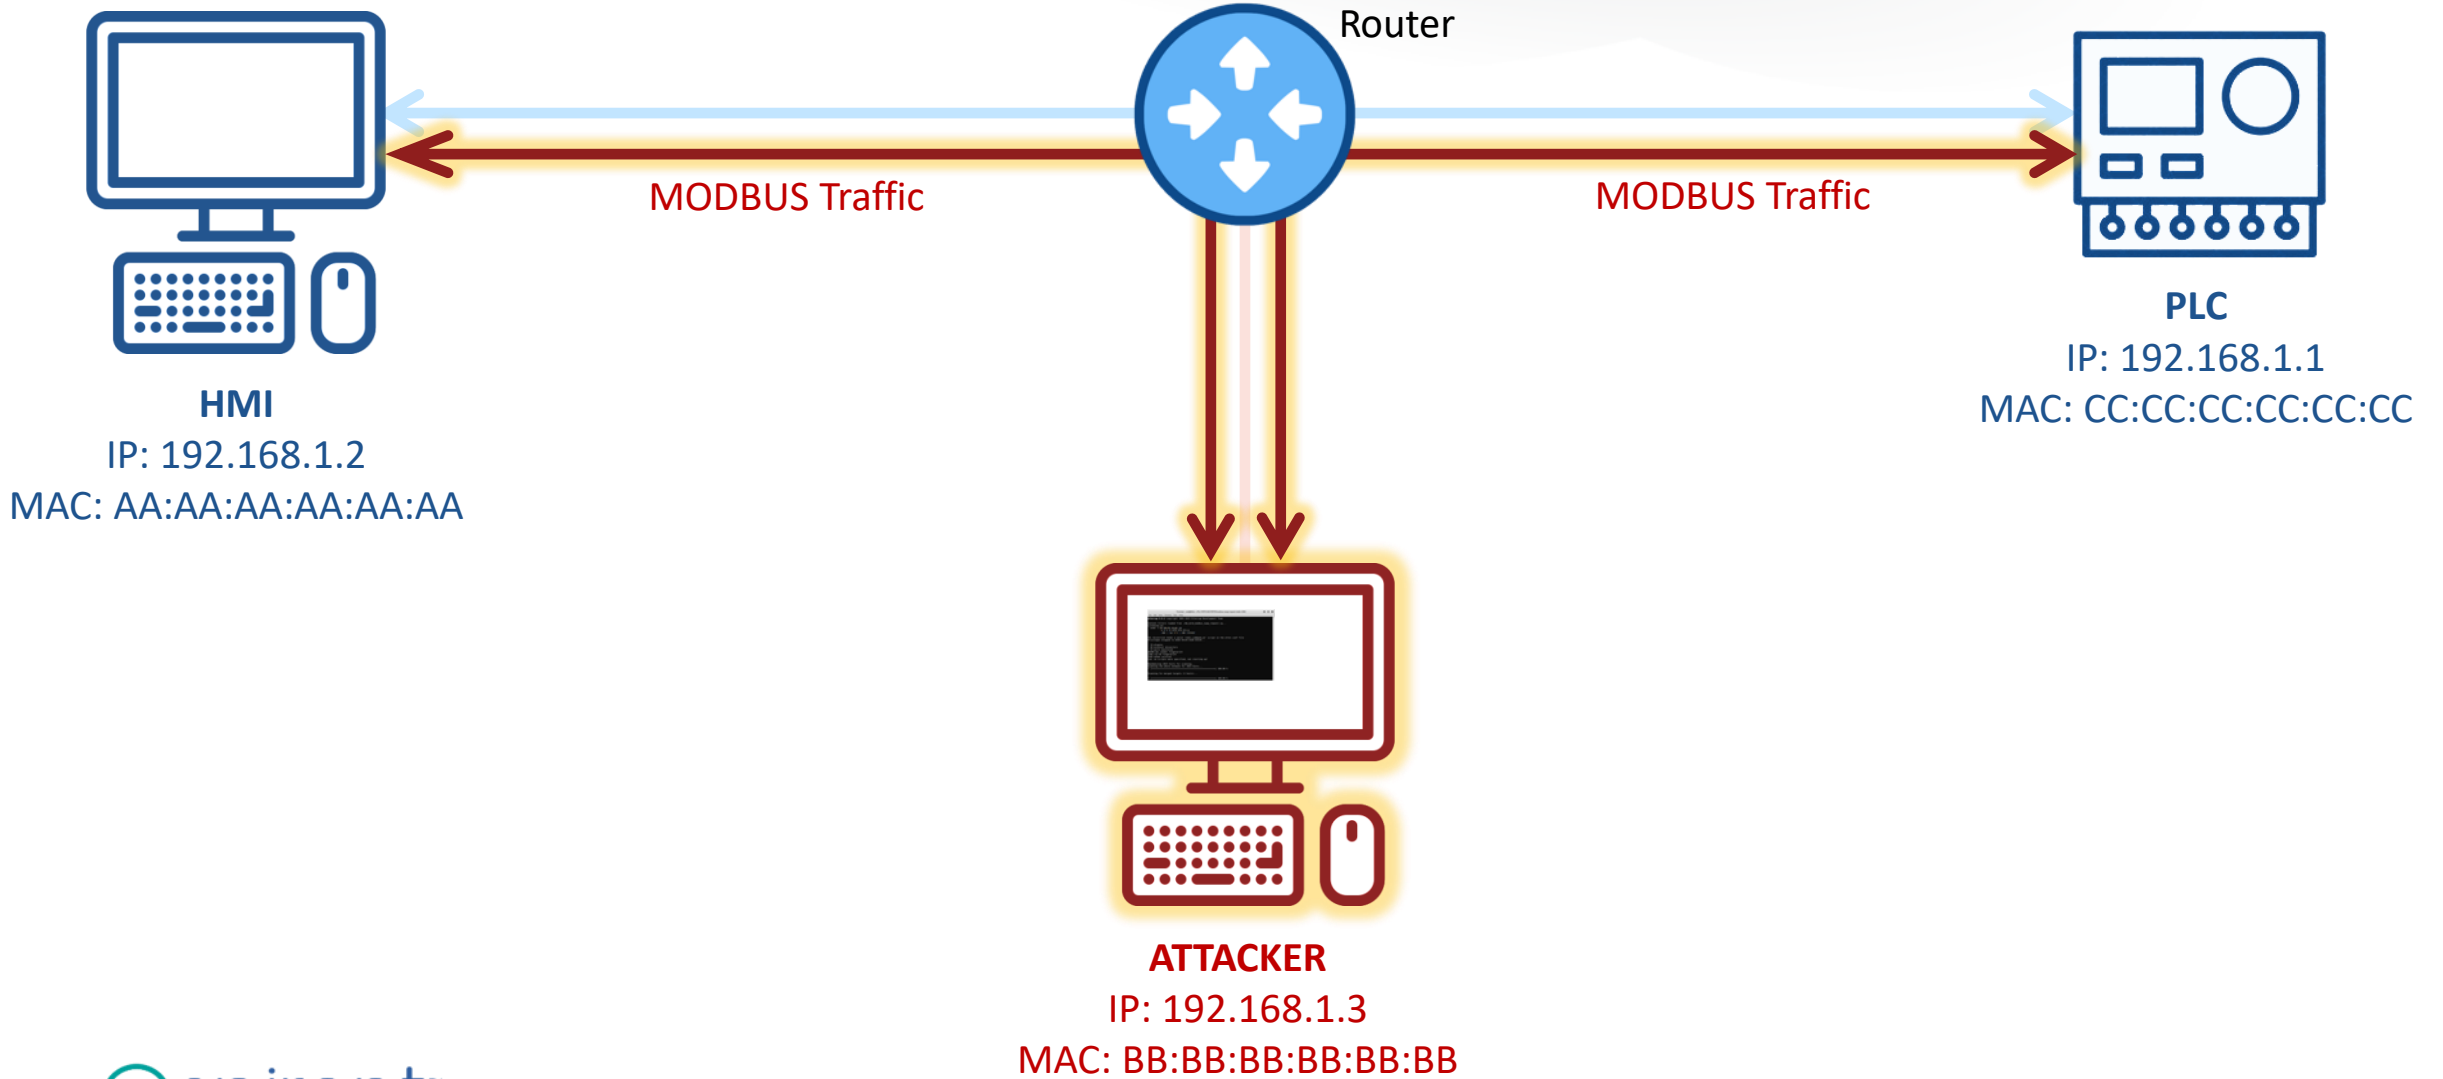 Router
MODBUS Traffic
MODBUS Traffic
HMI
IP: 192.168.1.2
MAC: AA:AA:AA:AA:AA:AA
PLC
IP: 192.168.1.1
MAC: CC:CC:CC:CC:CC:CC
ATTACKER
IP: 192.168.1.3
MAC: BB:BB:BB:BB:BB:BB